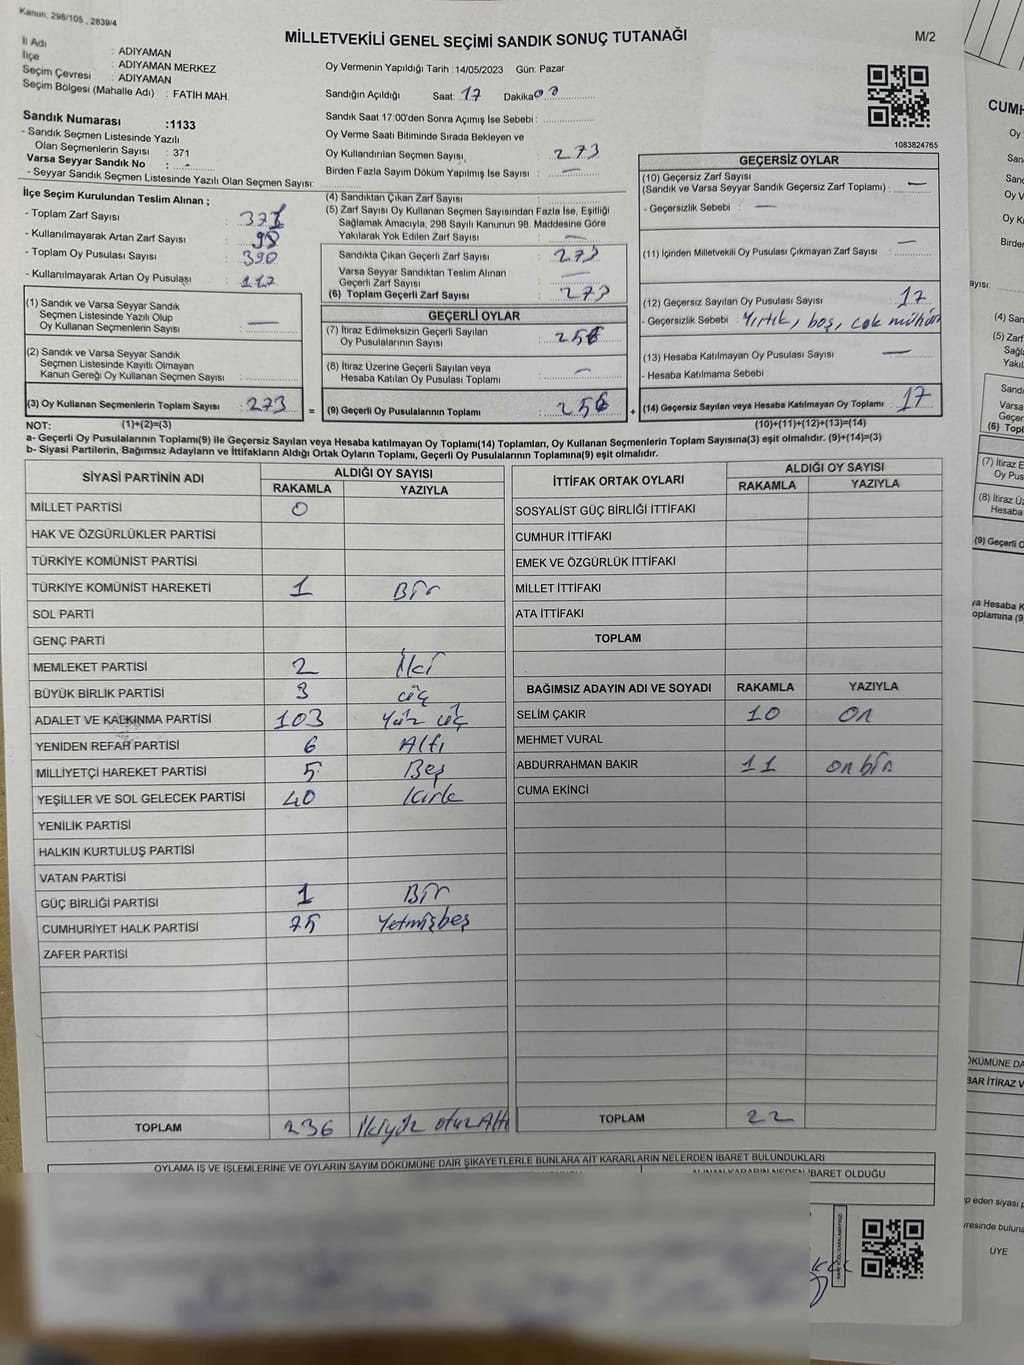 Kanun: 298/105 , 2839/4
MİLLETVEKİLİ GENEL SEÇİMİ SANDIK SONUÇ TUTANAĞI
M/2
İl Adı : ADIYAMAN
İlçe : ADIYAMAN MERKEZ
Seçim Çevresi : ADIYAMAN
Seçim Bölgesi (Mahalle Adı) : FATİH MAH.
Sandık Numarası :1133
- Sandık Seçmen Listesinde Yazılı
Olan Seçmenlerin Sayısı : 371
Varsa Seyyar Sandık No : -
- Seyyar Sandık Seçmen Listesinde Yazılı Olan Seçmen Sayısı:
Oy Vermenin Yapıldığı Tarih : 14/05/2023 Gün: Pazar
Sandığın Açıldığı Saat: 17 Dakika 00
Sandık Saat 17:00'den Sonra Açımış İse Sebebi :
Oy Verme Saati Bitiminde Sırada Bekleyen ve
Oy Kullandırılan Seçmen Sayısı : 273
Birden Fazla Sayım Döküm Yapılmış İse Sayısı : —
1083824765
İlçe Seçim Kurulundan Teslim Alınan ;
- Toplam Zarf Sayısı :
- Kullanılmayarak Artan Zarf Sayısı : 98
- Toplam Oy Pusulası Sayısı : 390
- Kullanılmayarak Artan Oy Pusulası : 117
(1) Sandık ve Varsa Seyyar Sandık
Seçmen Listesinde Yazılı Olup
Oy Kullanan Seçmenlerin Sayısı : —
(2) Sandık ve Varsa Seyyar Sandık
Seçmen Listesinde Kayıtlı Olmayan
Kanun Gereği Oy Kullanan Seçmen Sayısı :
(3) Oy Kullanan Seçmenlerin Toplam Sayısı : 273 =
(1)+(2)=(3)
(4) Sandıktan Çıkan Zarf Sayısı :
(5) Zarf Sayısı Oy Kullanan Seçmen Sayısından Fazla İse, Eşitliği
Sağlamak Amacıyla, 298 Sayılı Kanunun 98. Maddesine Göre
Yakılarak Yok Edilen Zarf Sayısı : —
Sandıkta Çıkan Geçerli Zarf Sayısı : 273
Varsa Seyyar Sandıktan Teslim Alınan
Geçerli Zarf Sayısı : —
(6) Toplam Geçerli Zarf Sayısı : 273
GEÇERLİ OYLAR
(7) İtiraz Edilmeksizin Geçerli Sayılan
Oy Pusulalarının Sayısı : 256
(8) İtiraz Üzerine Geçerli Sayılan veya
Hesaba Katılan Oy Pusulası Toplamı : —
(9) Geçerli Oy Pusulalarının Toplamı : 256 +
GEÇERSİZ OYLAR
(10) Geçersiz Zarf Sayısı
(Sandık ve Varsa Seyyar Sandık Geçersiz Zarf Toplamı) : —
- Geçersizlik Sebebi : —
(11) İçinden Milletvekili Oy Pusulası Çıkmayan Zarf Sayısı : —
(12) Geçersiz Sayılan Oy Pusulası Sayısı : 17
- Geçersizlik Sebebi : Yırtık, boş, çok mühür
(13) Hesaba Katılmayan Oy Pusulası Sayısı : —
- Hesaba Katılmama Sebebi :
(14) Geçersiz Sayılan veya Hesaba Katılmayan Oy Toplamı : 17
(10)+(11)+(12)+(13)=(14)
NOT:
a- Geçerli Oy Pusulalarının Toplamı(9) ile Geçersiz Sayılan veya Hesaba katılmayan Oy Toplamı(14) Toplamları, Oy Kullanan Seçmenlerin Toplam Sayısına(3) eşit olmalıdır. (9)+(14)=(3)
b- Siyasi Partilerin, Bağımsız Adayların ve İttifakların Aldığı Ortak Oyların Toplamı, Geçerli Oy Pusulalarının Toplamına(9) eşit olmalıdır.
SİYASİ PARTİNİN ADI ALDIĞI OY SAYISI
RAKAMLA YAZIYLA
MİLLET PARTİSİ 0
HAK VE ÖZGÜRLÜKLER PARTİSİ
TÜRKİYE KOMÜNİST PARTİSİ
TÜRKİYE KOMÜNİST HAREKETİ 1 Bir
SOL PARTİ
GENÇ PARTİ
MEMLEKET PARTİSİ 2 İki
BÜYÜK BİRLİK PARTİSİ 3 üç
ADALET VE KALKINMA PARTİSİ 103 Yüz üç
YENİDEN REFAH PARTİSİ 6 Altı
MİLLİYETÇİ HAREKET PARTİSİ 5 Beş
YEŞİLLER VE SOL GELECEK PARTİSİ 40 Kırk
YENİLİK PARTİSİ
HALKIN KURTULUŞ PARTİSİ
VATAN PARTİSİ
GÜÇ BİRLİĞİ PARTİSİ 1 Bir
CUMHURİYET HALK PARTİSİ 75 Yetmişbeş
ZAFER PARTİSİ
TOPLAM 236 İkiyüz otuz Altı
İTTİFAK ORTAK OYLARI ALDIĞI OY SAYISI
RAKAMLA YAZIYLA
SOSYALİST GÜÇ BİRLİĞİ İTTİFAKI
CUMHUR İTTİFAKI
EMEK VE ÖZGÜRLÜK İTTİFAKI
MİLLET İTTİFAKI
ATA İTTİFAKI
TOPLAM
BAĞIMSIZ ADAYIN ADI VE SOYADI RAKAMLA YAZIYLA
SELİM ÇAKIR 10 on
MEHMET VURAL
ABDURRAHMAN BAKIR 11 on bir
CUMA EKİNCİ
TOPLAM 22
OYLAMA İŞ VE İŞLEMLERİNE VE OYLARIN SAYIM DÖKÜMÜNE DAİR ŞİKAYETLERLE BUNLARA AİT KARARLARIN NELERDEN İBARET BULUNDUKLARI
ALINAN KARARIN NEDEN İBARET OLDUĞU
CUMH
(4) San
(5) Zarf
Yakıl
Sandı
Varsa
Geçer
(6) Topl
(7) İtiraz E
Oy Pus
(8) İtiraz Ü
Hesaba
(9) Geçerli O
ya Hesaba K
oplamına (9)
DÖKÜMÜNE DA
BAR İTİRAZ V
p eden siyasi p
vresinde buluna
ÜYE